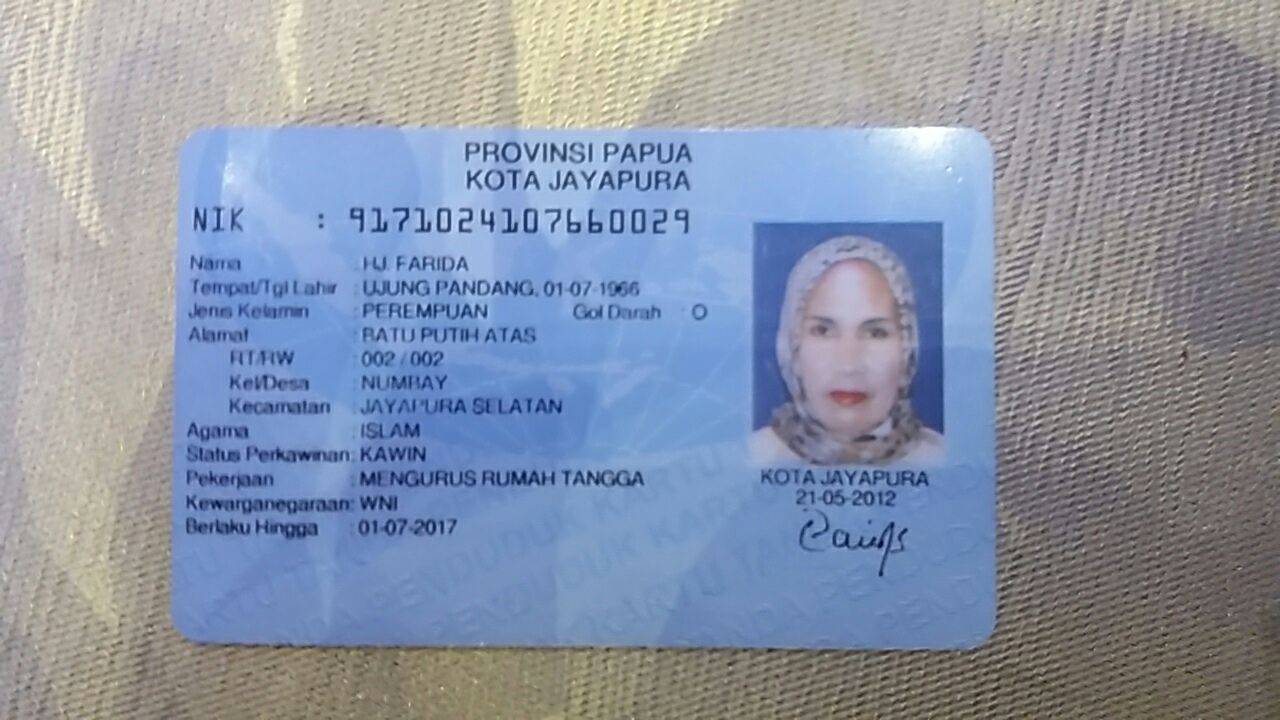 PROVINSI PAPUA
KOTA JAYAPURA
NIK : 9171024107660029
Nama : HJ. FARIDA
Tempat/Tgl Lahir : UJUNG PANDANG, 01-07-1966
Jenis Kelamin : PEREMPUAN Gol Darah : O
Alamat : BATU PUTIH ATAS
RT/RW : 002 / 002
Kel/Desa : NUMBAY
Kecamatan : JAYAPURA SELATAN
Agama : ISLAM
Status Perkawinan: KAWIN
Pekerjaan : MENGURUS RUMAH TANGGA
Kewarganegaraan: WNI
Berlaku Hingga : 01-07-2017
KOTA JAYAPURA
21-05-2012